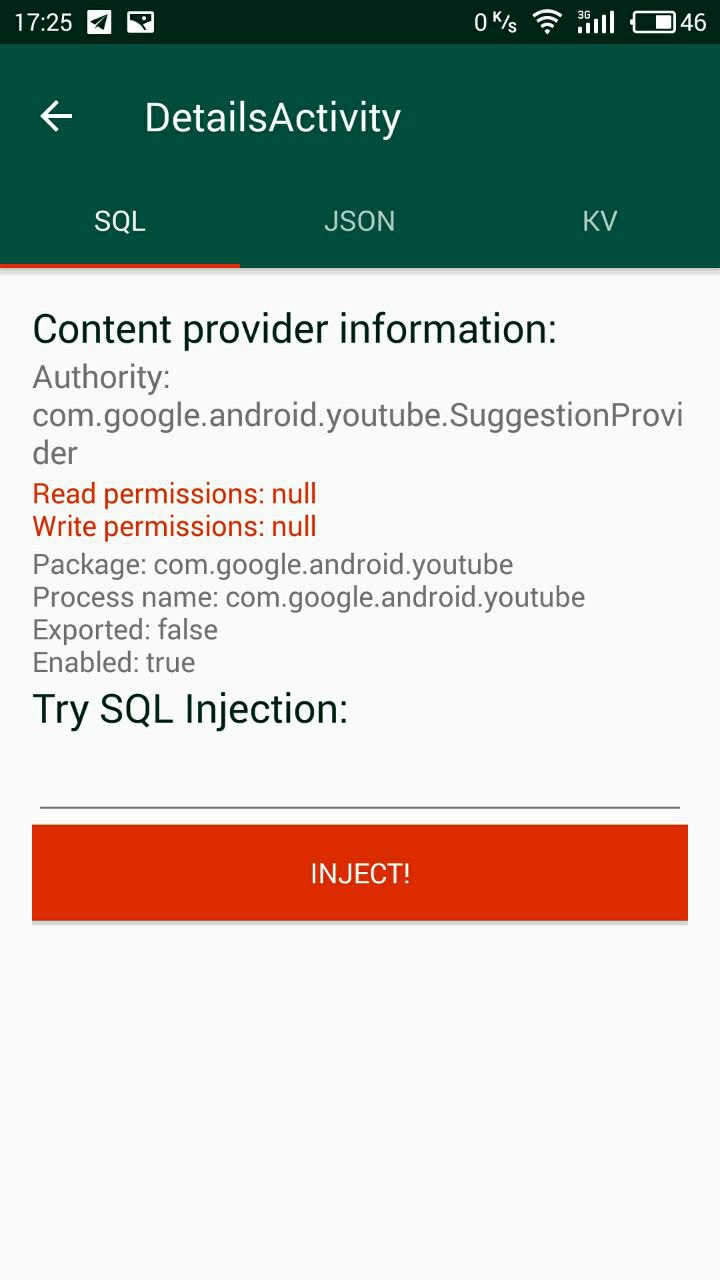 17:25 0 K/s 3G 46
DetailsActivity
SQL JSON KV
Content provider information:
Authority:
com.google.android.youtube.SuggestionProvi
der
Read permissions: null
Write permissions: null
Package: com.google.android.youtube
Process name: com.google.android.youtube
Exported: false
Enabled: true
Try SQL Injection:
INJECT!